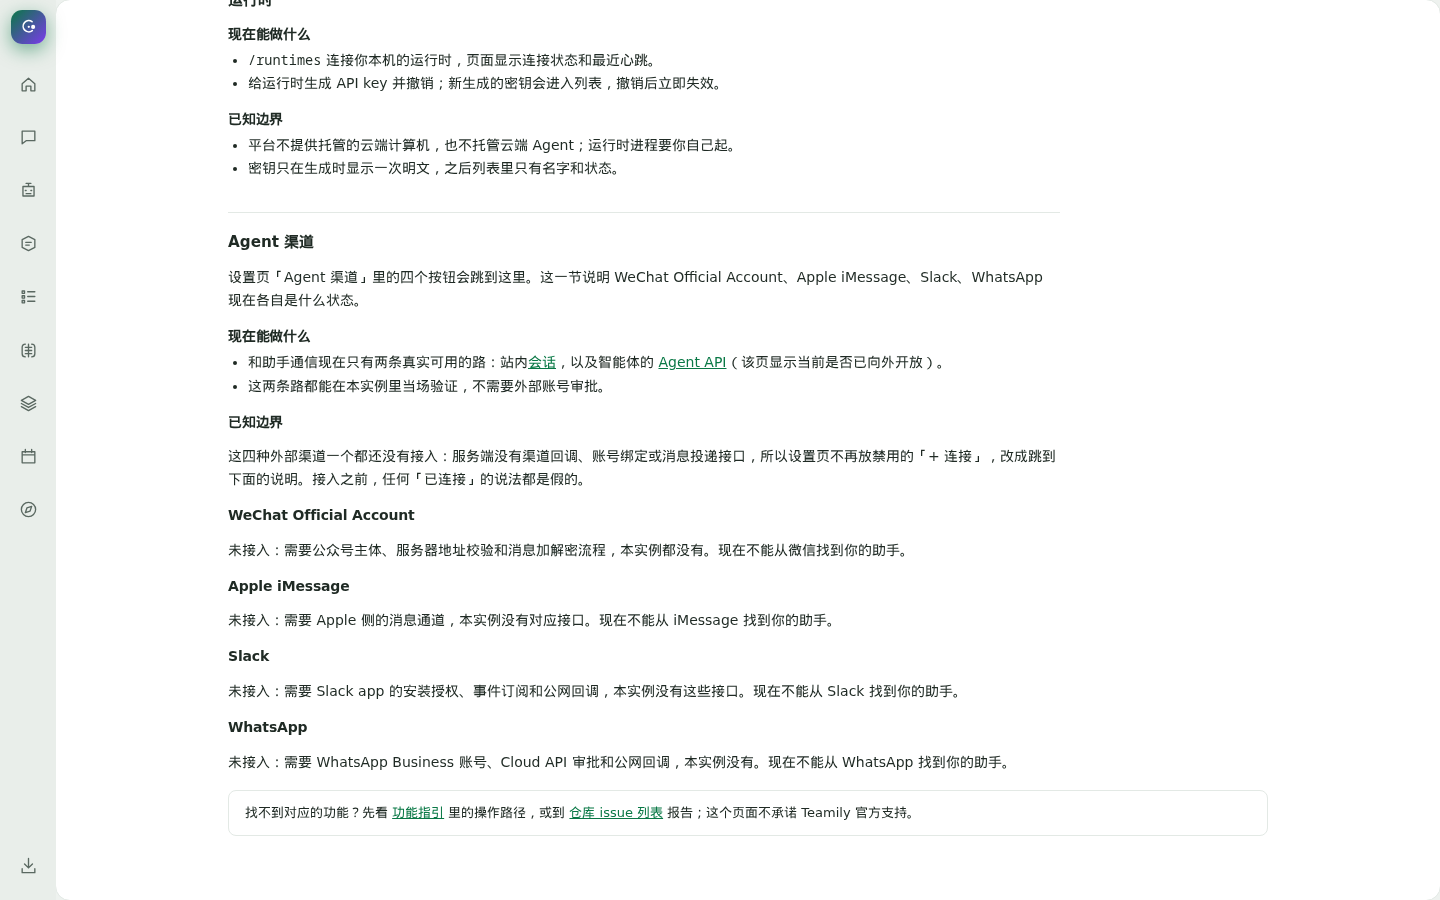 运行时
现在能做什么
/runtimes 连接你本机的运行时，页面显示连接状态和最近心跳。
给运行时生成 API key 并撤销；新生成的密钥会进入列表，撤销后立即失效。
已知边界
平台不提供托管的云端计算机，也不托管云端 Agent；运行时进程要你自己起。
密钥只在生成时显示一次明文，之后列表里只有名字和状态。
Agent 渠道
设置页「Agent 渠道」里的四个按钮会跳到这里。这一节说明 WeChat Official Account、Apple iMessage、Slack、WhatsApp
现在各自是什么状态。
现在能做什么
和助手通信现在只有两条真实可用的路：站内会话，以及智能体的 Agent API（该页显示当前是否已向外开放）。
这两条路都能在本实例里当场验证，不需要外部账号审批。
已知边界
这四种外部渠道一个都还没有接入：服务端没有渠道回调、账号绑定或消息投递接口，所以设置页不再放禁用的「+ 连接」，改成跳到
下面的说明。接入之前，任何「已连接」的说法都是假的。
WeChat Official Account
未接入：需要公众号主体、服务器地址校验和消息加解密流程，本实例都没有。现在不能从微信找到你的助手。
Apple iMessage
未接入：需要 Apple 侧的消息通道，本实例没有对应接口。现在不能从 iMessage 找到你的助手。
Slack
未接入：需要 Slack app 的安装授权、事件订阅和公网回调，本实例没有这些接口。现在不能从 Slack 找到你的助手。
WhatsApp
未接入：需要 WhatsApp Business 账号、Cloud API 审批和公网回调，本实例没有。现在不能从 WhatsApp 找到你的助手。
找不到对应的功能？先看 功能指引 里的操作路径，或到 仓库 issue 列表 报告；这个页面不承诺 Teamily 官方支持。